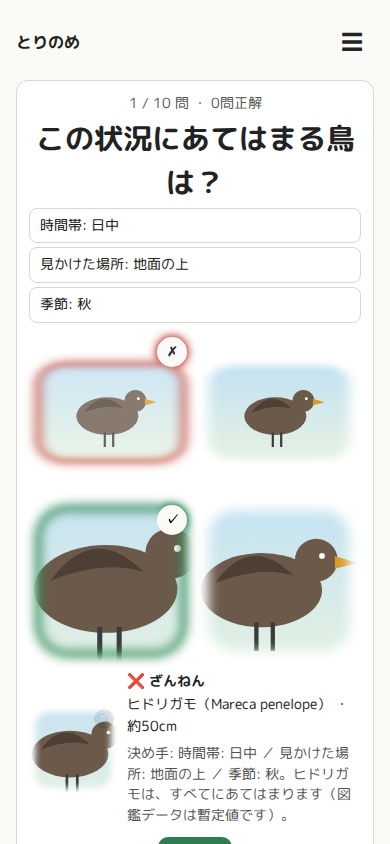 とりのめ
☰
1 / 10 問 · 0問正解
この状況にあてはまる鳥
は？
時間帯: 日中
見かけた場所: 地面の上
季節: 秋
✗
✓
❌ ざんねん
ヒドリガモ（Mareca penelope） ·
約50cm
決め手: 時間帯: 日中 ／ 見かけた場
所: 地面の上 ／ 季節: 秋。ヒドリガ
モは、すべてにあてはまります（図
鑑データは暫定値です）。